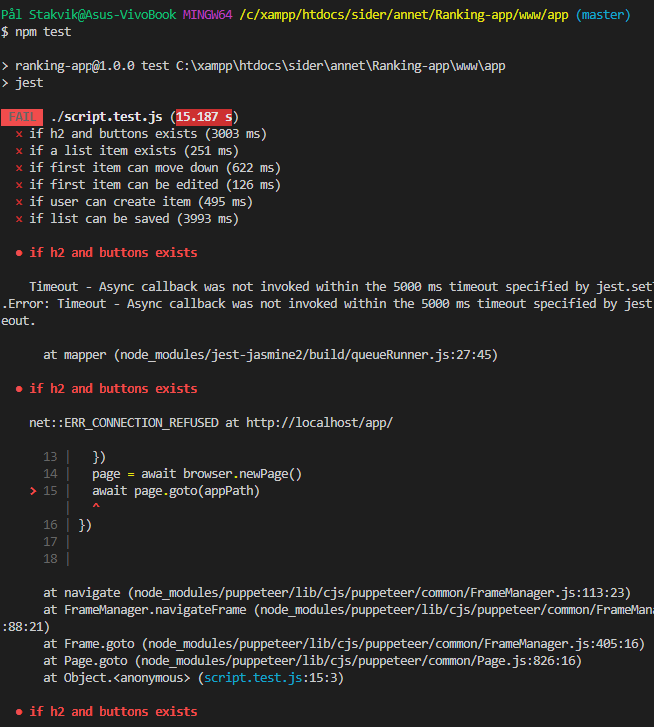 Pål Stakvik@Asus-VivoBook MINGW64 /c/xampp/htdocs/sider/annet/Ranking-app/www/app (master)
$ npm test
> ranking-app@1.0.0 test C:\xampp\htdocs\sider\annet\Ranking-app\www\app
> jest
FAIL ./script.test.js (15.187 s)
× if h2 and buttons exists (3003 ms)
× if a list item exists (251 ms)
× if first item can move down (622 ms)
× if first item can be edited (126 ms)
× if user can create item (495 ms)
× if list can be saved (3993 ms)
● if h2 and buttons exists
Timeout - Async callback was not invoked within the 5000 ms timeout specified by jest.set
.Error: Timeout - Async callback was not invoked within the 5000 ms timeout specified by jest
eout.
at mapper (node_modules/jest-jasmine2/build/queueRunner.js:27:45)
● if h2 and buttons exists
net::ERR_CONNECTION_REFUSED at http://localhost/app/
13 | })
14 | page = await browser.newPage()
> 15 | await page.goto(appPath)
| ^
16 | })
17 |
18 |
at navigate (node_modules/puppeteer/lib/cjs/puppeteer/common/FrameManager.js:113:23)
at FrameManager.navigateFrame (node_modules/puppeteer/lib/cjs/puppeteer/common/FrameMana
:88:21)
at Frame.goto (node_modules/puppeteer/lib/cjs/puppeteer/common/FrameManager.js:405:16)
at Page.goto (node_modules/puppeteer/lib/cjs/puppeteer/common/Page.js:826:16)
at Object.<anonymous> (script.test.js:15:3)
● if h2 and buttons exists